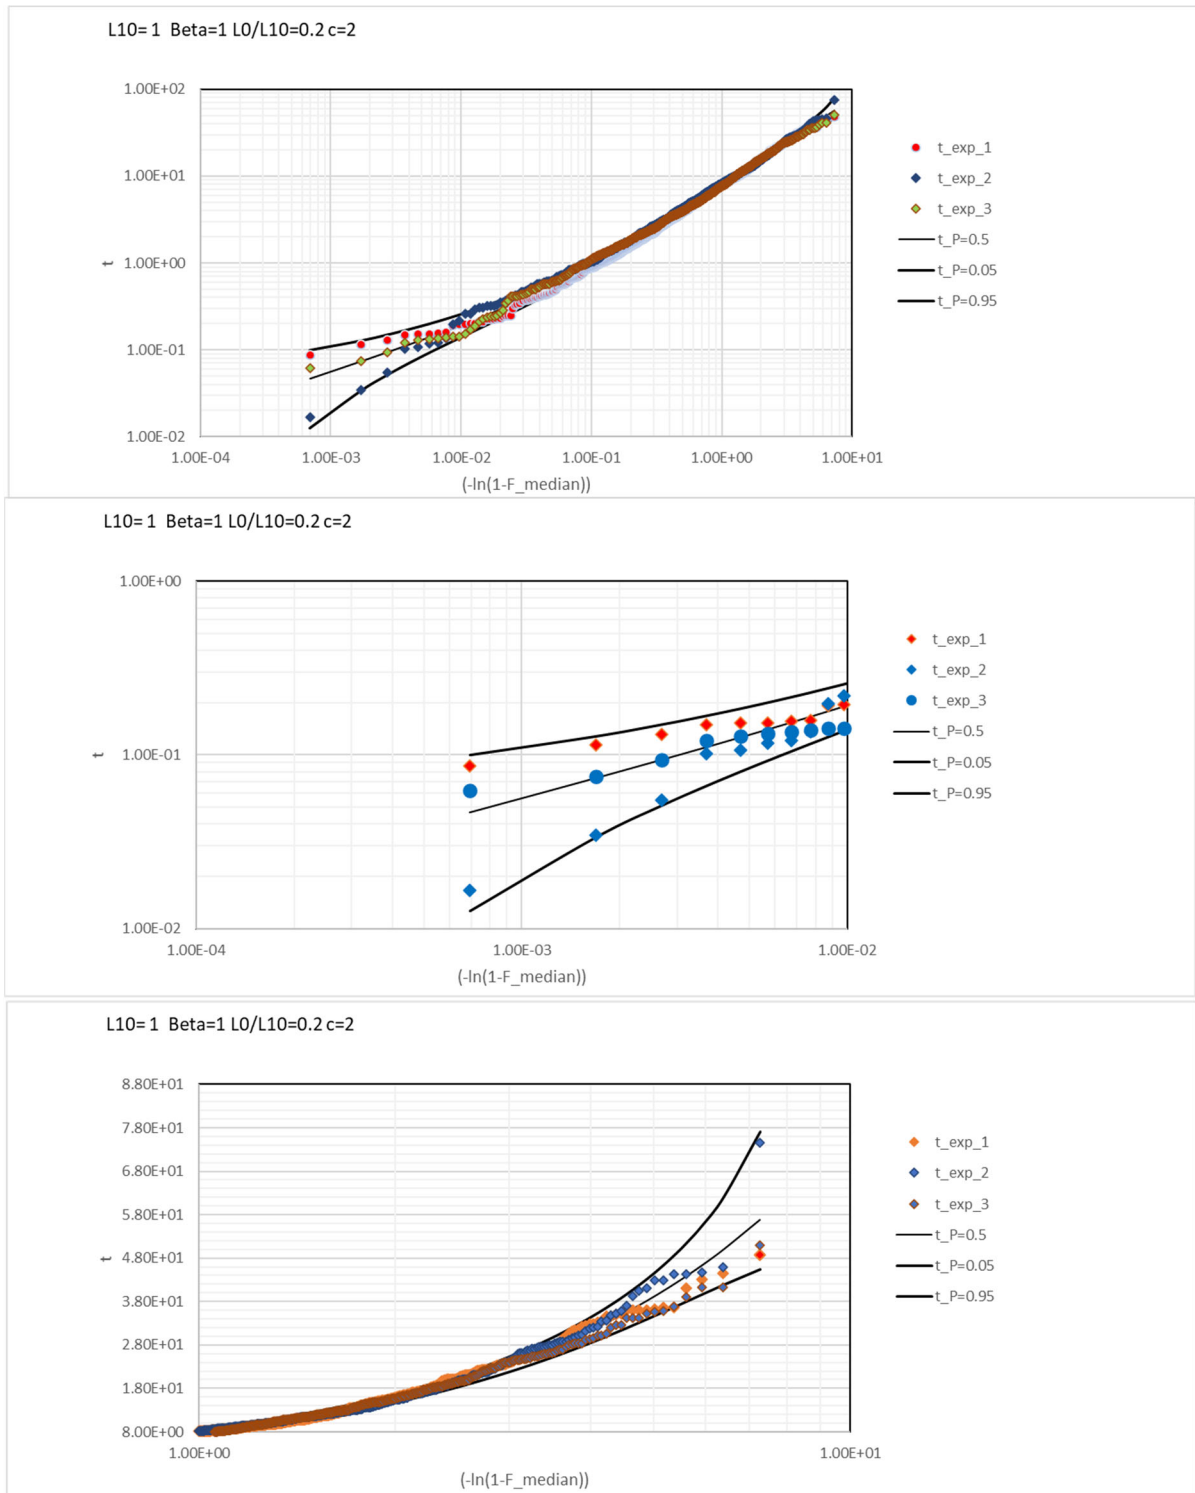 L10= 1 Beta=1 L0/L10=0.2 c=2
1.00E+02
1.00E+01
1.00E+00
1.00E-01
1.00E-02
t
1.00E-04 1.00E-03 1.00E-02 1.00E-01 1.00E+00 1.00E+01
(-ln(1-F_median))
t_exp_1
t_exp_2
t_exp_3
t_P=0.5
t_P=0.05
t_P=0.95
L10= 1 Beta=1 L0/L10=0.2 c=2
1.00E+00
1.00E-01
1.00E-02
t
1.00E-04 1.00E-03 1.00E-02
(-ln(1-F_median))
t_exp_1
t_exp_2
t_exp_3
t_P=0.5
t_P=0.05
t_P=0.95
L10= 1 Beta=1 L0/L10=0.2 c=2
8.80E+01
7.80E+01
6.80E+01
5.80E+01
4.80E+01
3.80E+01
2.80E+01
1.80E+01
8.00E+00
t
1.00E+00 1.00E+01
(-ln(1-F_median))
t_exp_1
t_exp_2
t_exp_3
t_P=0.5
t_P=0.05
t_P=0.95